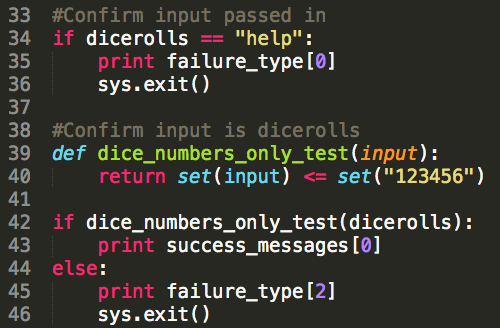 33 #Confirm input passed in
34 if dicerolls == "help":
35     print failure_type[0]
36     sys.exit()
37
38 #Confirm input is dicerolls
39 def dice_numbers_only_test(input):
40     return set(input) <= set("123456")
41
42 if dice_numbers_only_test(dicerolls):
43     print success_messages[0]
44 else:
45     print failure_type[2]
46     sys.exit()